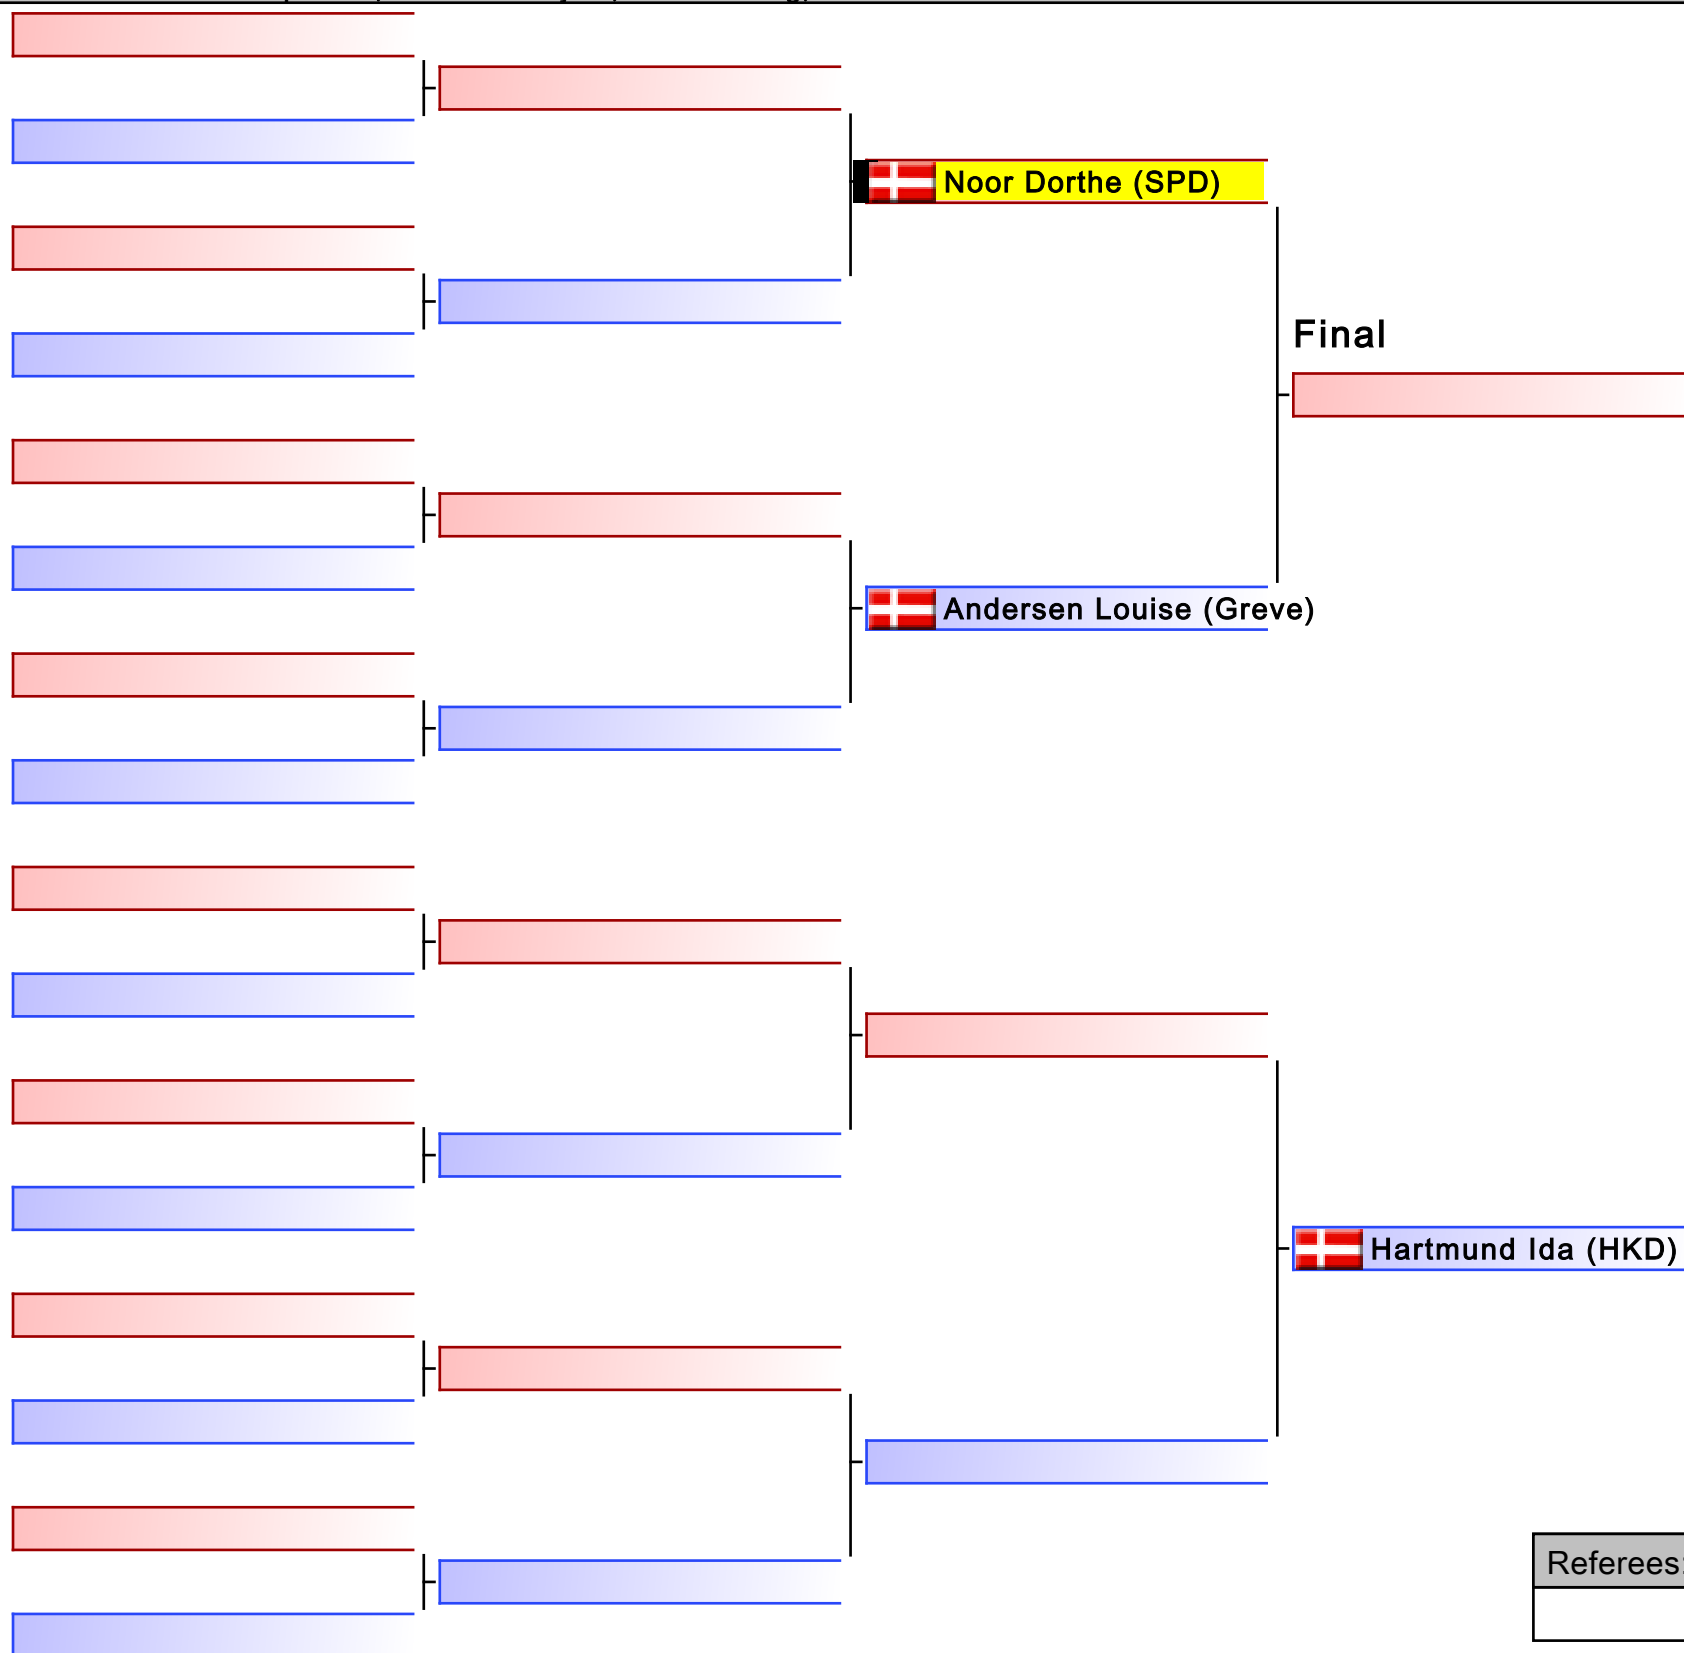 Noor Dorthe (SPD)
Final
Andersen Louise (Greve)
Hartmund Ida (HKD)
Referees: